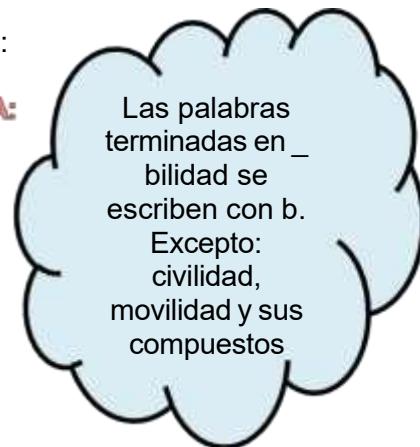 :
A:
Las palabras
terminadas en _
bilidad se
escriben con b.
Excepto:
civilidad,
movilidad y sus
compuestos